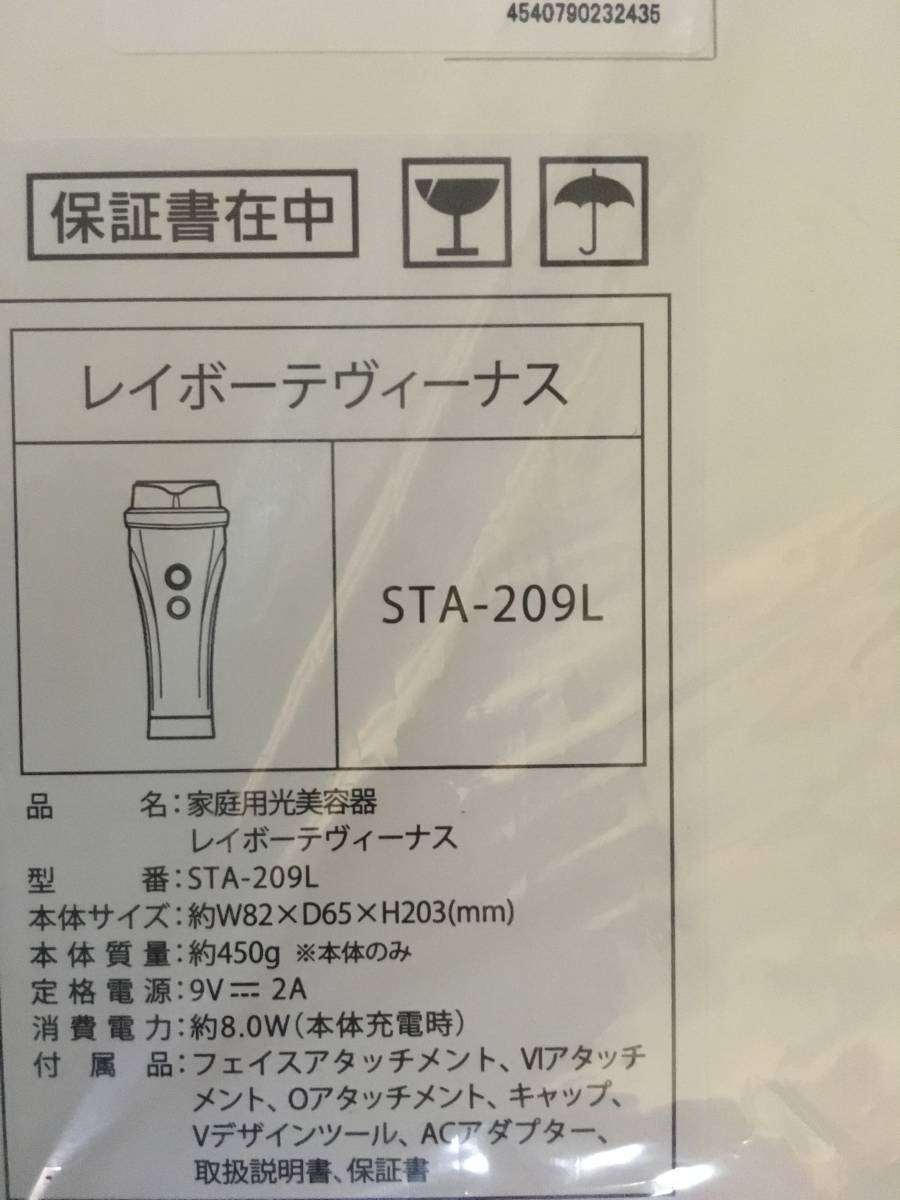 4540790232435
保証書在中
レイボーテヴィーナス
STA-209L
品名:家庭用光美容器
レイボーテヴィーナス
型番:STA-209L
本体サイズ:約W82×D65×H203(mm)
本体質量:約450g ※本体のみ
定格電源:9V⎓2A
消費電力:約8.0W(本体充電時)
付属品:フェイスアタッチメント、VIアタッチ
メント、Oアタッチメント、キャップ、
Vデザインツール、ACアダプター、
取扱説明書、保証書